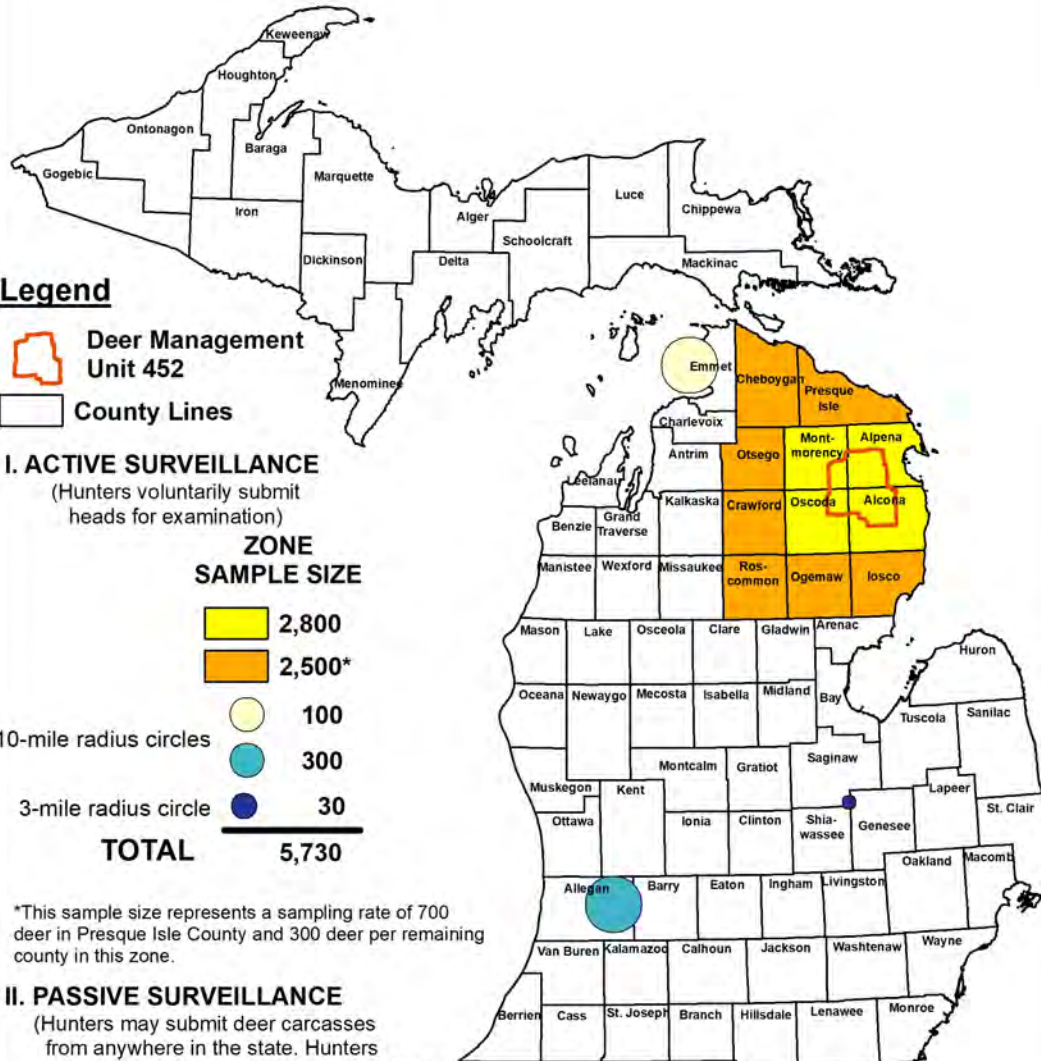 Keweenaw
Houghton
Ontonagon
Baraga
Gogebic
Marquette
Iron
Alger
Luce
Chippewa
Schoolcraft
Dickinson
Delta
Mackinac
Menominee
Legend
Deer Management
Unit 452
County Lines
I. ACTIVE SURVEILLANCE
(Hunters voluntarily submit
heads for examination)
ZONE
SAMPLE SIZE
2,800
2,500*
100
10-mile radius circles
300
3-mile radius circle 30
TOTAL 5,730
*This sample size represents a sampling rate of 700
deer in Presque Isle County and 300 deer per remaining
county in this zone.
II. PASSIVE SURVEILLANCE
(Hunters may submit deer carcasses
from anywhere in the state. Hunters
Emmet
Cheboygan
Presque
Isle
Charlevoix
Antrim
Otsego
Mont-
morency
Alpena
Leelanau
Kalkaska
Crawford
Oscoda
Alcona
Benzie
Grand
Traverse
Manistee
Wexford
Missaukee
Ros-
common
Ogemaw
Iosco
Mason
Lake
Osceola
Clare
Gladwin
Arenac
Huron
Oceana
Newaygo
Mecosta
Isabella
Midland
Bay
Tuscola
Sanilac
Muskegon
Kent
Montcalm
Gratiot
Saginaw
Lapeer
St. Clair
Ottawa
Ionia
Clinton
Shia-
wassee
Genesee
Oakland
Macomb
Allegan
Barry
Eaton
Ingham
Livingston
Van Buren
Kalamazoo
Calhoun
Jackson
Washtenaw
Wayne
Berrien
Cass
St. Joseph
Branch
Hillsdale
Lenawee
Monroe